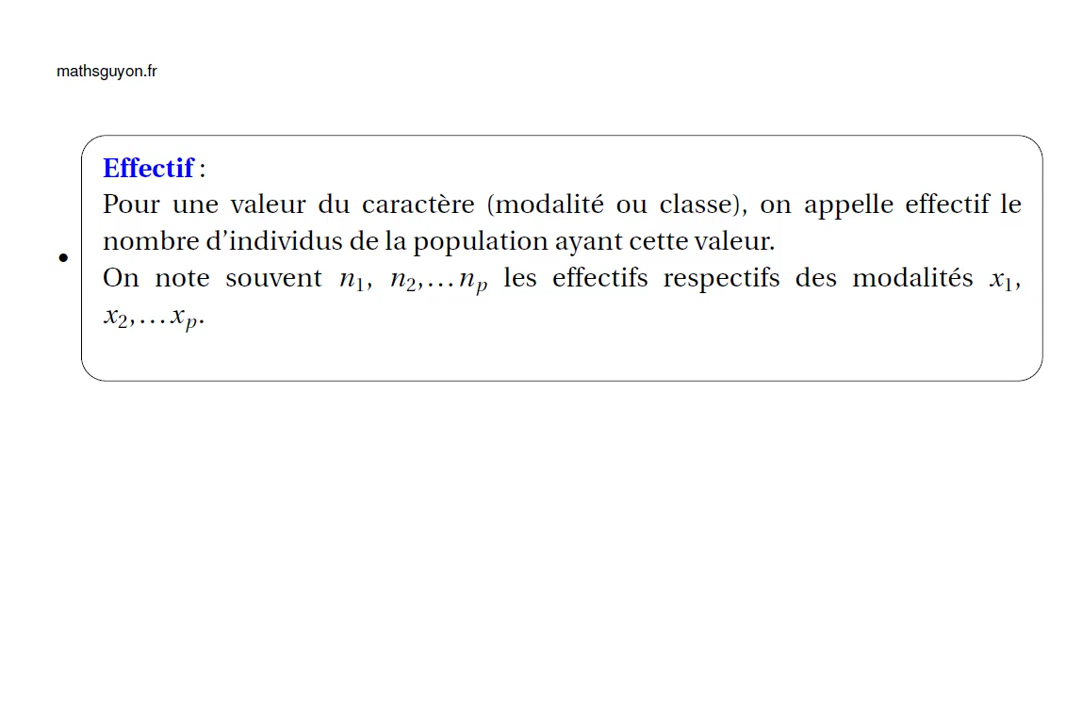 mathsguyon.fr
Effectif :
Pour une valeur du caractère (modalité ou classe), on appelle effectif le
nombre d’individus de la population ayant cette valeur.
• On note souvent n₁, n₂,…nₚ les effectifs respectifs des modalités x₁,
x₂,…xₚ.